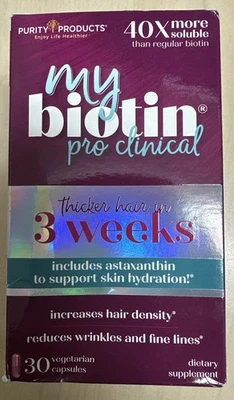 PURITY PRODUCTS®
Enjoy Life Healthier™
40X more
soluble
than regular biotin
my
biotin®
pro clinical
thicker hair in
3 weeks*
includes astaxanthin
to support skin hydration!*
increases hair density*
reduces wrinkles and fine lines*
30 vegetarian
capsules
dietary
supplement